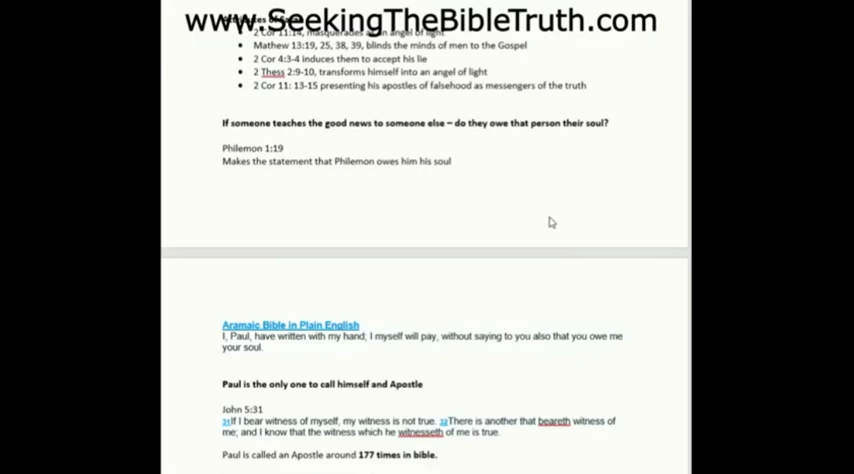 www.SeekingTheBibleTruth.com
2 Cor 11:14, masquerades as an angel of light
• Mathew 13:19, 25, 38, 39, blinds the minds of men to the Gospel
• 2 Cor 4:3-4 induces them to accept his lie
• 2 Thess 2:9-10, transforms himself into an angel of light
• 2 Cor 11: 13-15 presenting his apostles of falsehood as messengers of the truth
If someone teaches the good news to someone else – do they owe that person their soul?
Philemon 1:19
Makes the statement that Philemon owes him his soul
Aramaic Bible in Plain English
I, Paul, have written with my hand; I myself will pay, without saying to you also that you owe me
your soul.
Paul is the only one to call himself and Apostle
John 5:31
31If I bear witness of myself, my witness is not true. 32There is another that beareth witness of
me; and I know that the witness which he witnesseth of me is true.
Paul is called an Apostle around 177 times in bible.